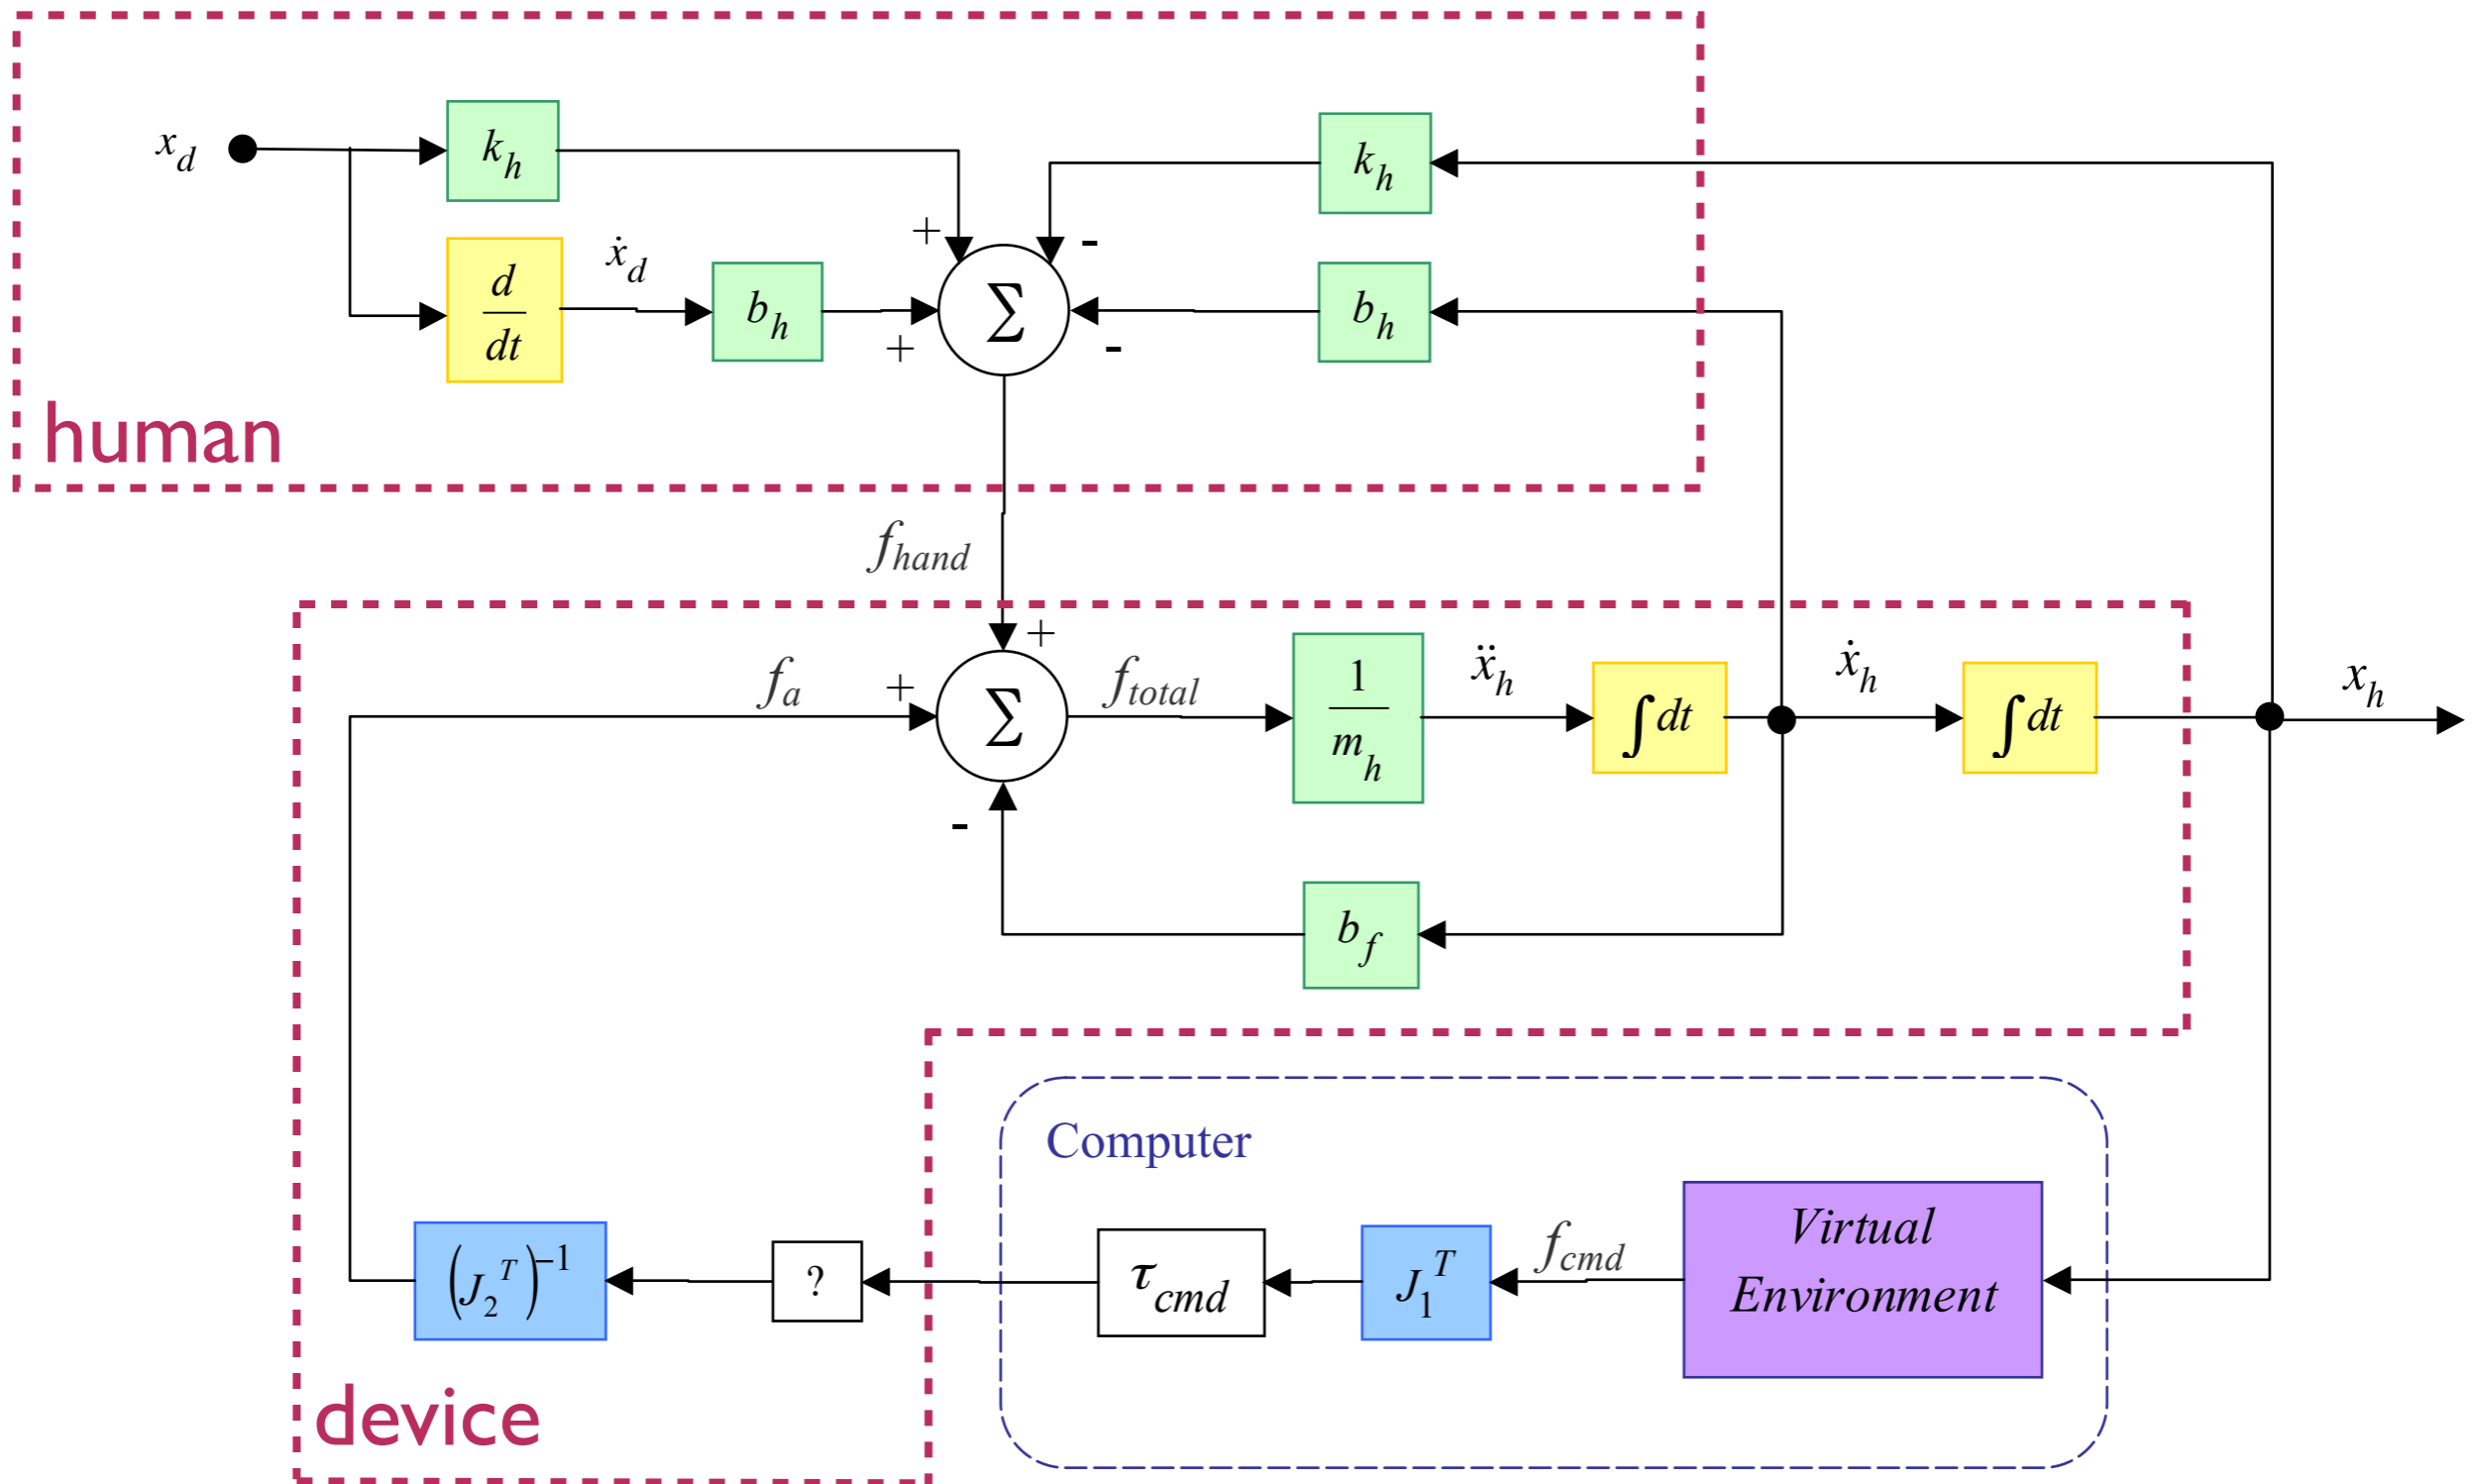 x_d
k_h
k_h
+
-
d/dt
ẋ_d
b_h
Σ
b_h
+
-
human
f_hand
+
f_a
+
Σ
f_total
1/m_h
ẍ_h
∫dt
ẋ_h
∫dt
x_h
-
b_f
Computer
(J_2^T)^-1
?
τ_cmd
J_1^T
f_cmd
Virtual
Environment
device